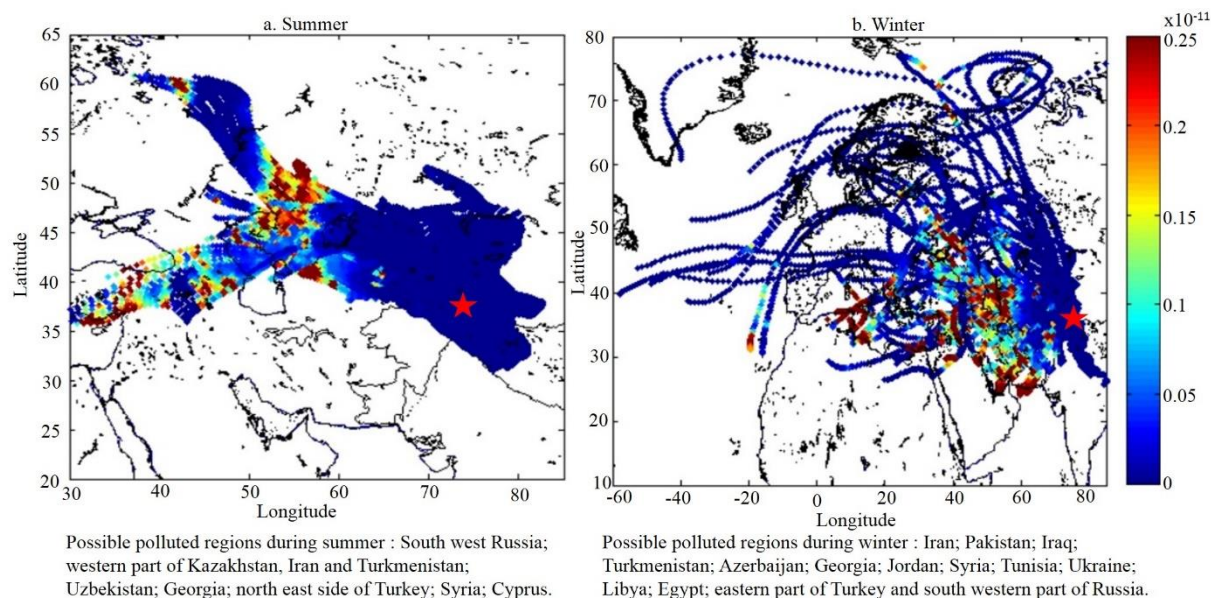 a. Summer
65
60
55
50
45
40
35
30
25
20
30
40
50
60
70
80
Latitude
Longitude
Possible polluted regions during summer : South west Russia;
western part of Kazakhstan, Iran and Turkmenistan;
Uzbekistan; Georgia; north east side of Turkey; Syria; Cyprus.
b. Winter
80
70
60
50
40
30
20
10
-60
-40
-20
0
20
40
60
80
Latitude
Longitude
x10-11
0.25
0.2
0.15
0.11
0.05
0
Possible polluted regions during winter : Iran; Pakistan; Iraq;
Turkmenistan; Azerbaijan; Georgia; Jordan; Syria; Tunisia; Ukraine;
Libya; Egypt; eastern part of Turkey and south western part of Russia.